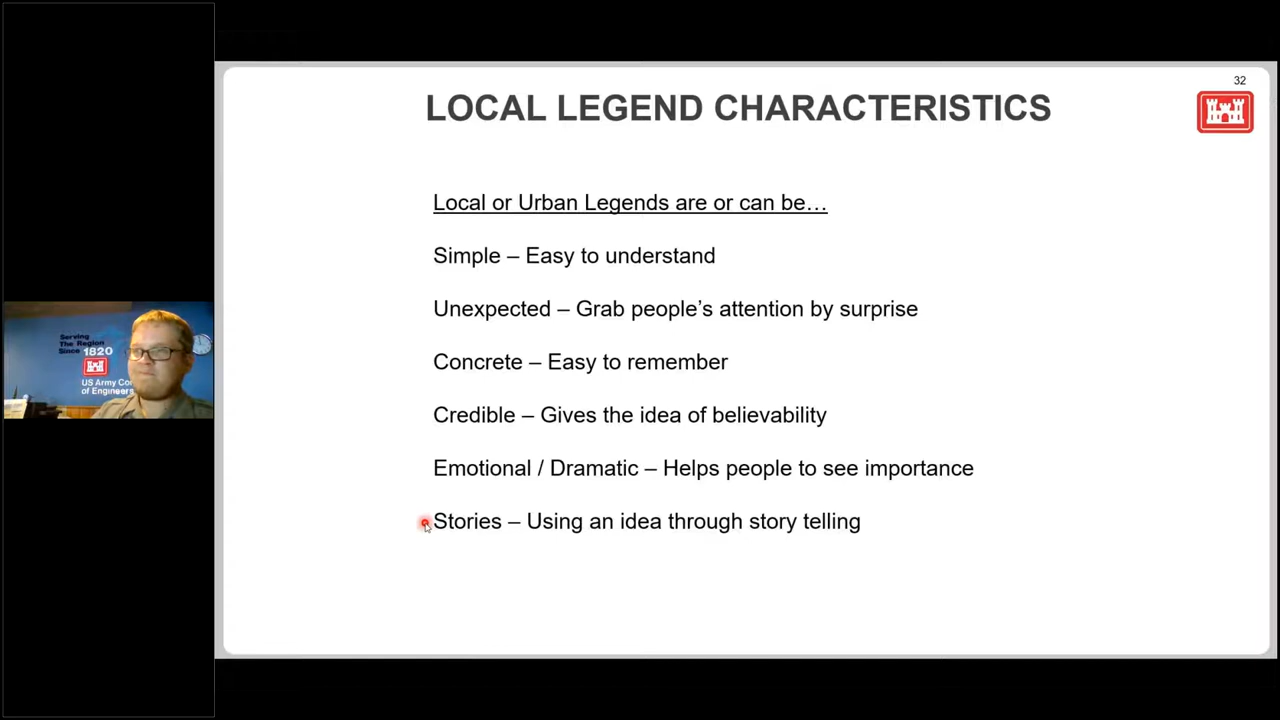 32
LOCAL LEGEND CHARACTERISTICS
Local or Urban Legends are or can be…
Simple – Easy to understand
Unexpected – Grab people’s attention by surprise
Concrete – Easy to remember
Credible – Gives the idea of believability
Emotional / Dramatic – Helps people to see importance
Stories – Using an idea through story telling
Serving
The Region
Since 1820
US Army Co
of Engineers